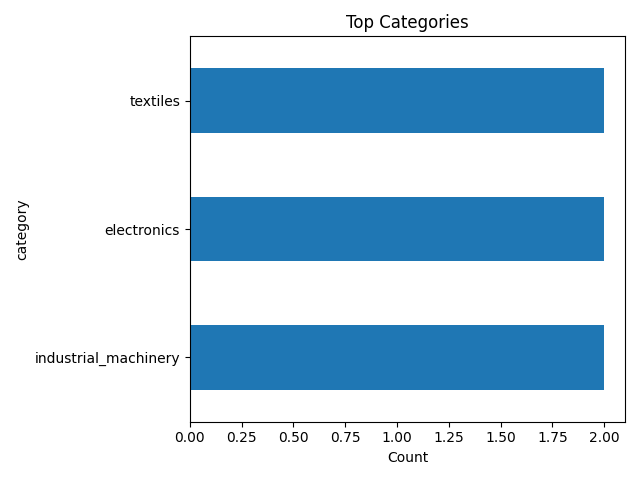 Top Categories
textiles
electronics
industrial_machinery
category
0.00 0.25 0.50 0.75 1.00 1.25 1.50 1.75 2.00
Count